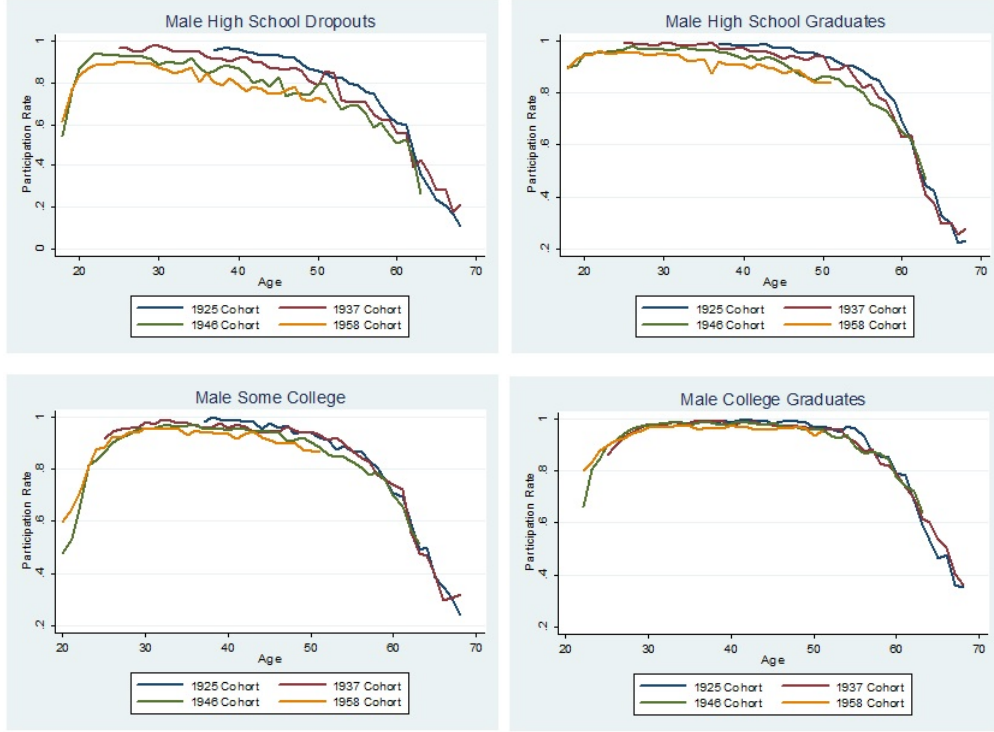 Male High School Dropouts
Participation Rate
1
.8
.6
.4
.2
0
20 30 40 50 60 70
Age
1925 Cohort 1937 Cohort
1946 Cohort 1958 Cohort
Male High School Graduates
Participation Rate
1
.8
.6
.4
.2
20 30 40 50 60 70
Age
1925 Cohort 1937 Cohort
1946 Cohort 1958 Cohort
Male Some College
Participation Rate
1
.8
.6
.4
.2
20 30 40 50 60 70
Age
1925 Cohort 1937 Cohort
1946 Cohort 1958 Cohort
Male College Graduates
Participation Rate
1
.8
.6
.4
.2
20 30 40 50 60 70
Age
1925 Cohort 1937 Cohort
1946 Cohort 1958 Cohort